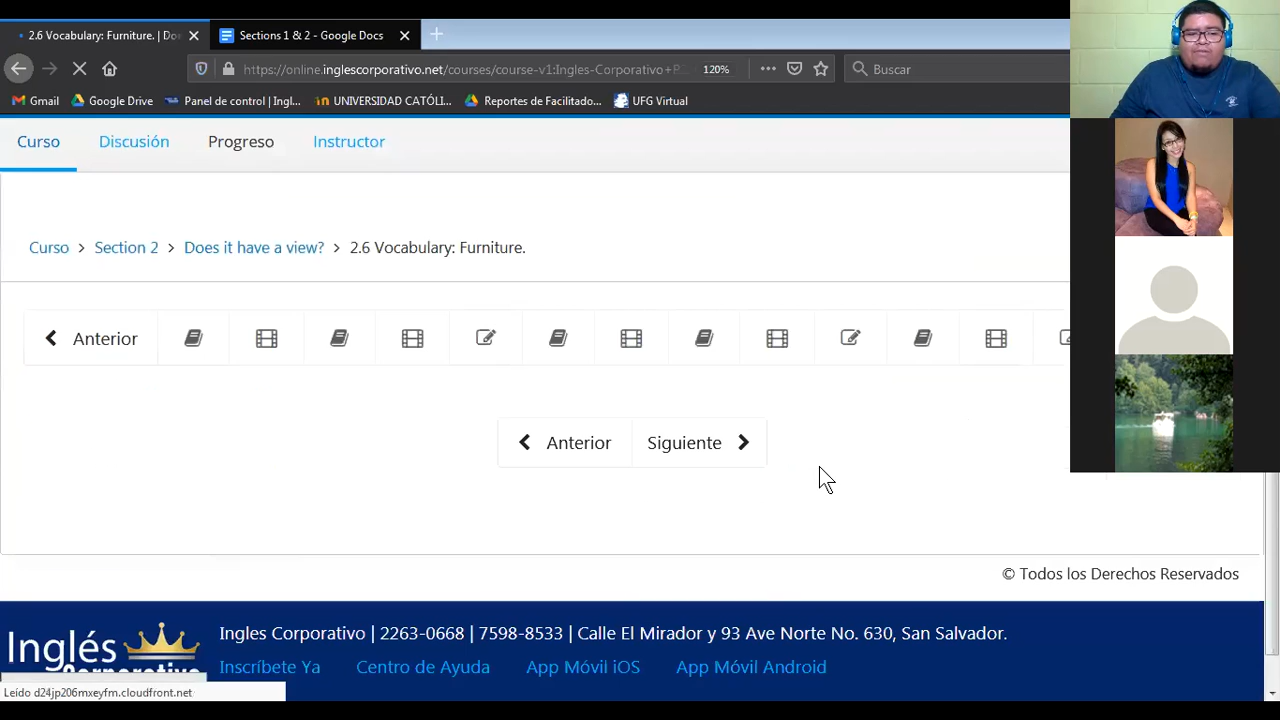 2.6 Vocabulary: Furniture. | Do
Sections 1 & 2 - Google Docs
https://online.inglescorporativo.net/courses/course-v1:Ingles-Corporativo+B
120%
Buscar
Gmail
Google Drive
Panel de control | Ingl...
UNIVERSIDAD CATÓLI...
Reportes de Facilitado...
UFG Virtual
Curso
Discusión
Progreso
Instructor
Curso > Section 2 > Does it have a view? > 2.6 Vocabulary: Furniture.
Anterior
Anterior
Siguiente
© Todos los Derechos Reservados
Inglés
Ingles Corporativo | 2263-0668 | 7598-8533 | Calle El Mirador y 93 Ave Norte No. 630, San Salvador.
Inscríbete Ya
Centro de Ayuda
App Móvil iOS
App Móvil Android
Leído d24jp206mxeyfm.cloudfront.net